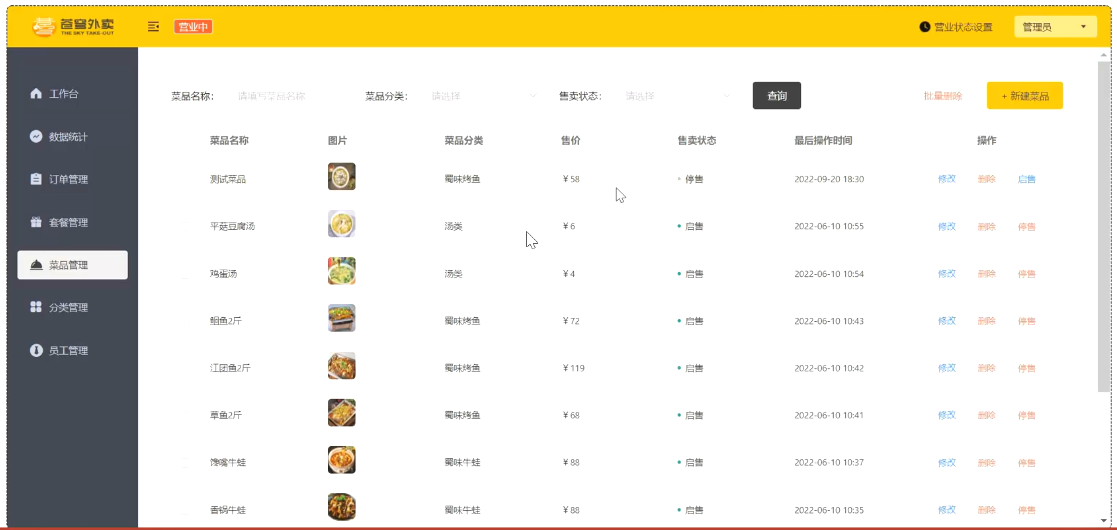 苍穹外卖
THE SKY TAKE-OUT
营业中
营业状态设置
管理员
工作台
数据统计
订单管理
套餐管理
菜品管理
分类管理
员工管理
菜品名称： 请填写菜品名称 菜品分类： 请选择 售卖状态： 请选择 查询 批量删除 + 新建菜品
菜品名称 图片 菜品分类 售价 售卖状态 最后操作时间 操作
测试菜品 蜀味烤鱼 ¥ 58 停售 2022-09-20 18:30 修改 删除 启售
平菇豆腐汤 汤类 ¥ 6 启售 2022-06-10 10:55 修改 删除 停售
鸡蛋汤 汤类 ¥ 4 启售 2022-06-10 10:54 修改 删除 停售
鮰鱼2斤 蜀味烤鱼 ¥ 72 启售 2022-06-10 10:43 修改 删除 停售
江团鱼2斤 蜀味烤鱼 ¥ 119 启售 2022-06-10 10:42 修改 删除 停售
草鱼2斤 蜀味烤鱼 ¥ 68 启售 2022-06-10 10:41 修改 删除 停售
馋嘴牛蛙 蜀味牛蛙 ¥ 88 启售 2022-06-10 10:37 修改 删除 停售
香锅牛蛙 蜀味牛蛙 ¥ 88 启售 2022-06-10 10:35 修改 删除 停售